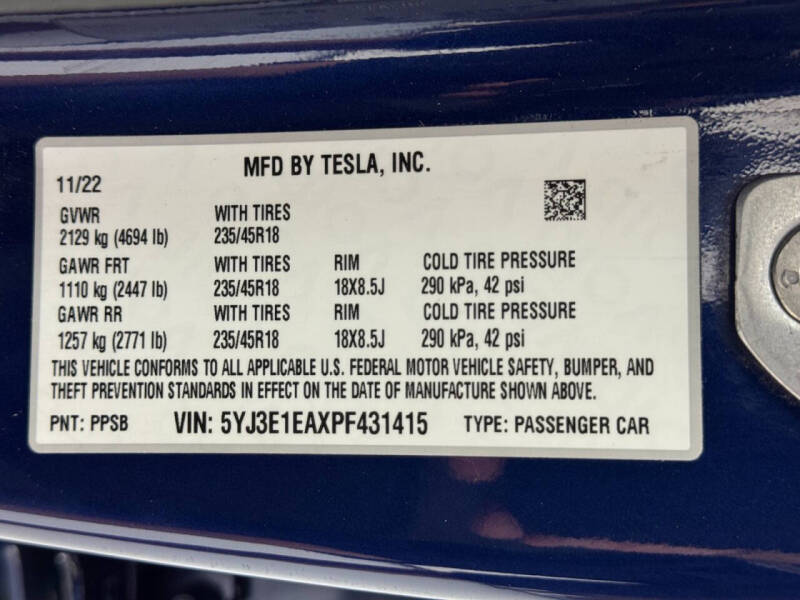 MFD BY TESLA, INC.
11/22
GVWR WITH TIRES
2129 kg (4694 lb) 235/45R18
GAWR FRT WITH TIRES RIM COLD TIRE PRESSURE
1110 kg (2447 lb) 235/45R18 18X8.5J 290 kPa, 42 psi
GAWR RR WITH TIRES RIM COLD TIRE PRESSURE
1257 kg (2771 lb) 235/45R18 18X8.5J 290 kPa, 42 psi
THIS VEHICLE CONFORMS TO ALL APPLICABLE U.S. FEDERAL MOTOR VEHICLE SAFETY, BUMPER, AND
THEFT PREVENTION STANDARDS IN EFFECT ON THE DATE OF MANUFACTURE SHOWN ABOVE.
PNT: PPSB VIN: 5YJ3E1EAXPF431415 TYPE: PASSENGER CAR